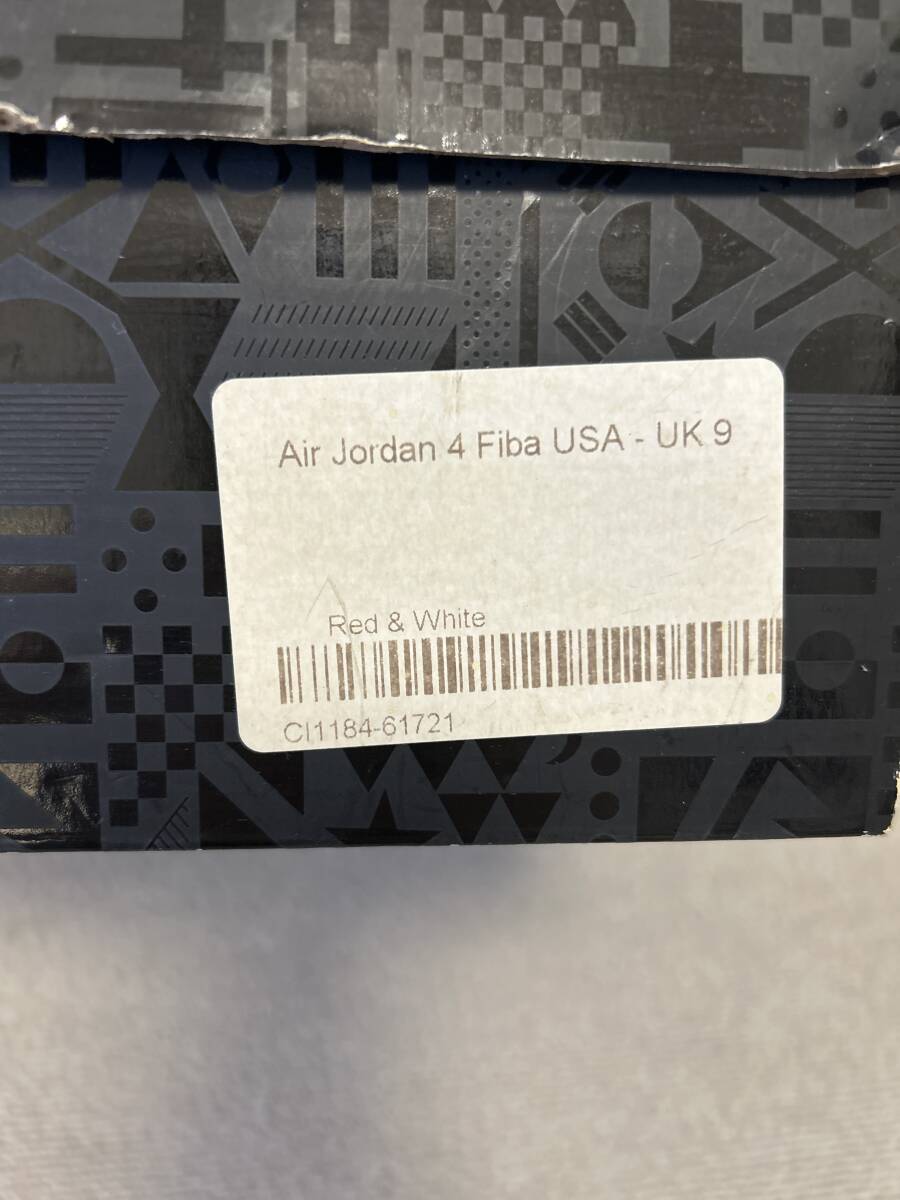 Air Jordan 4 Fiba USA - UK 9
Red & White
CI1184-61721